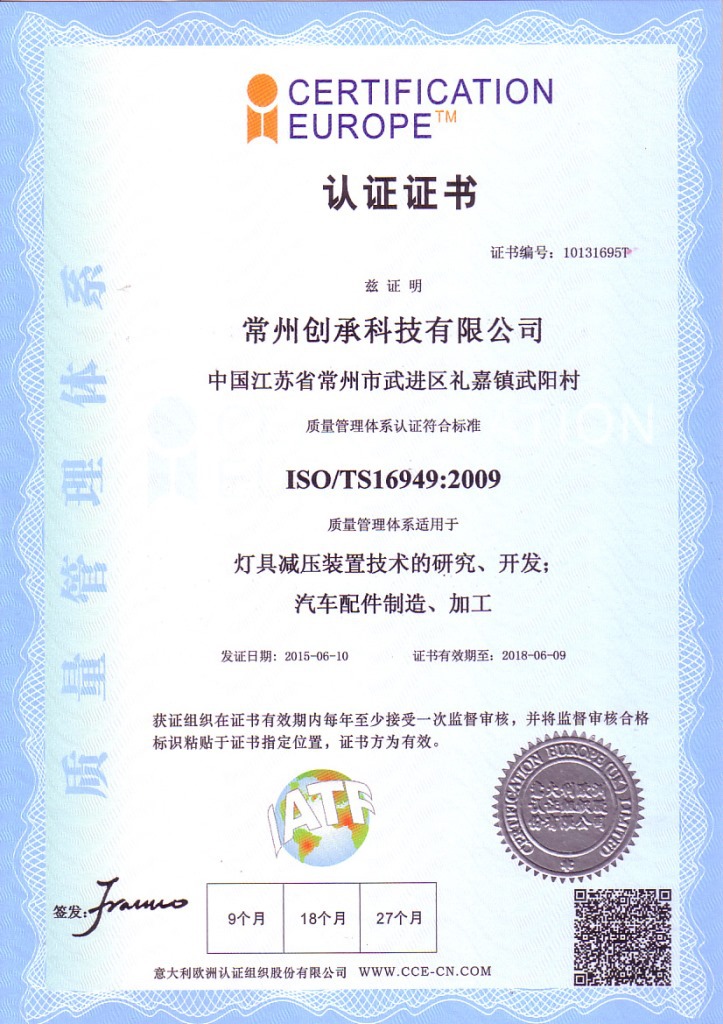 CERTIFICATION
EUROPE™
认证证书
证书编号：10131695T
兹证明
常州创承科技有限公司
中国江苏省常州市武进区礼嘉镇武阳村
质量管理体系认证符合标准
ISO/TS16949:2009
质量管理体系适用于
灯具减压装置技术的研究、开发；
汽车配件制造、加工
发证日期：2015-06-10 证书有效期至：2018-06-09
获证组织在证书有效期内每年至少接受一次监督审核，并将监督审核合格
标识粘贴于证书指定位置，证书方为有效。
质量管理体系
IATF
CERTIFICATION EUROPE (UK) LIMITED
签发：
9个月 18个月 27个月
意大利欧洲认证组织股份有限公司 WWW.CCE-CN.COM